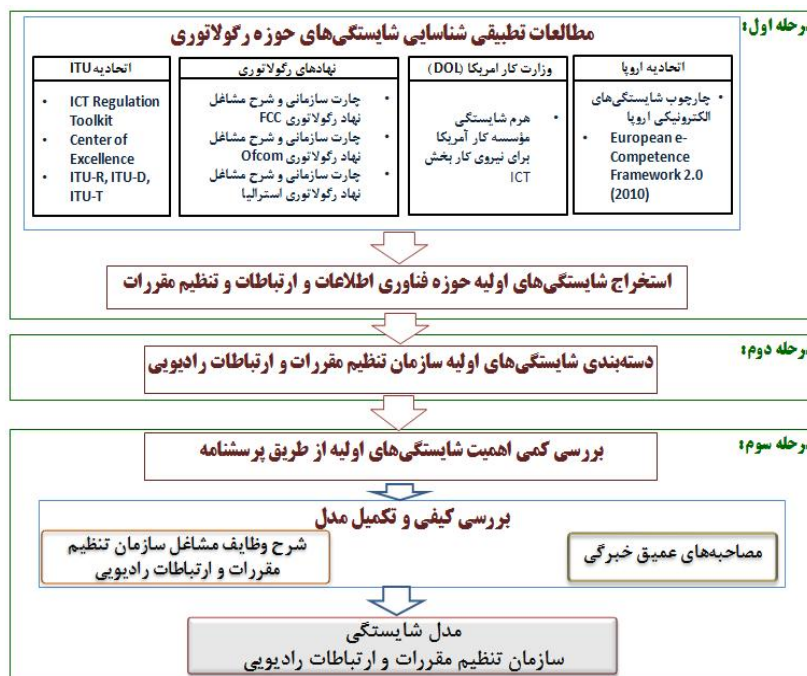 مرحله اول:
مطالعات تطبیقی شناسایی شایستگی‌های حوزه رگولاتوری
اتحادیه اروپا
• چارچوب شایستگی‌های
الکترونیکی اروپا
• European e-
Competence
Framework 2.0
(2010)
وزارت کار امریکا (DOL)
• هرم شایستگی
مؤسسه کار آمریکا
برای نیروی کار بخش
ICT
نهادهای رگولاتوری
• چارت سازمانی و شرح مشاغل
نهاد رگولاتوری FCC
• چارت سازمانی و شرح مشاغل
نهاد رگولاتوری Ofcom
• چارت سازمانی و شرح مشاغل
نهاد رگولاتوری استرالیا
اتحادیه ITU
• ICT Regulation
Toolkit
• Center of
Excellence
• ITU-R, ITU-D,
ITU-T
استخراج شایستگی‌های اولیه حوزه فناوری اطلاعات و ارتباطات و تنظیم مقررات
مرحله دوم:
دسته‌بندی شایستگی‌های اولیه سازمان تنظیم مقررات و ارتباطات رادیویی
مرحله سوم:
بررسی کمی اهمیت شایستگی‌های اولیه از طریق پرسشنامه
بررسی کیفی و تکمیل مدل
مصاحبه‌های عمیق خبرگی
شرح وظایف مشاغل سازمان تنظیم
مقررات و ارتباطات رادیویی
مدل شایستگی
سازمان تنظیم مقررات و ارتباطات رادیویی